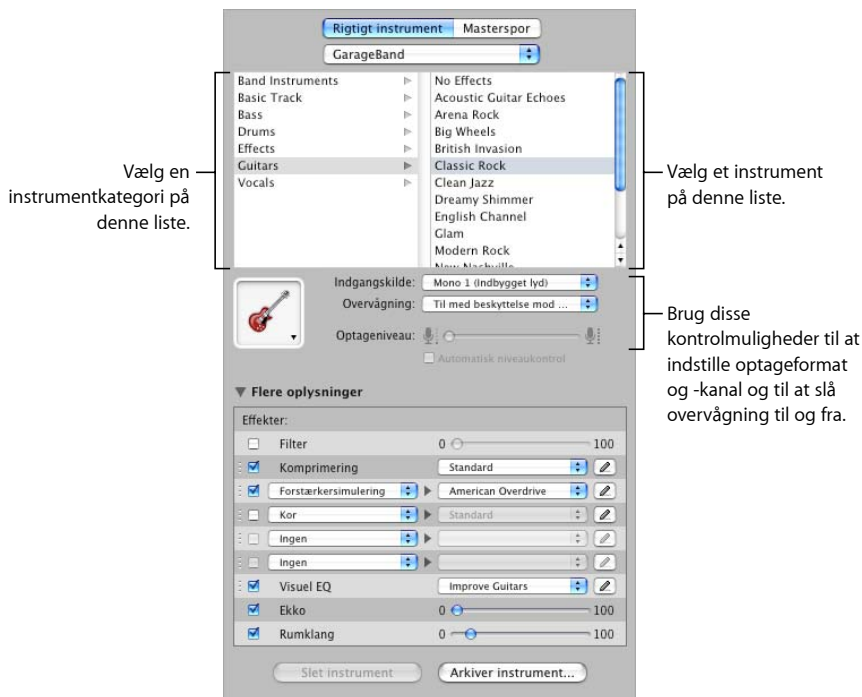 Rigtigt instrument Masterspor
GarageBand
Band Instruments
Basic Track
Bass
Drums
Effects
Guitars
Vocals
No Effects
Acoustic Guitar Echoes
Arena Rock
Big Wheels
British Invasion
Classic Rock
Clean Jazz
Dreamy Shimmer
English Channel
Glam
Modern Rock
New Nashville
Vælg en
instrumentkategori på
denne liste.
Vælg et instrument
på denne liste.
Indgangskilde: Mono 1 (Indbygget lyd)
Overvågning: Til med beskyttelse mod ...
Optageniveau:
Automatisk niveaukontrol
Brug disse
kontrolmuligheder til at
indstille optageformat
og -kanal og til at slå
overvågning til og fra.
Flere oplysninger
Effekter:
Filter 0 100
Komprimering Standard
Forstærkersimulering American Overdrive
Kor Standard
Ingen
Ingen
Visuel EQ Improve Guitars
Ekko 0 100
Rumklang 0 100
Slet instrument Arkiver instrument...